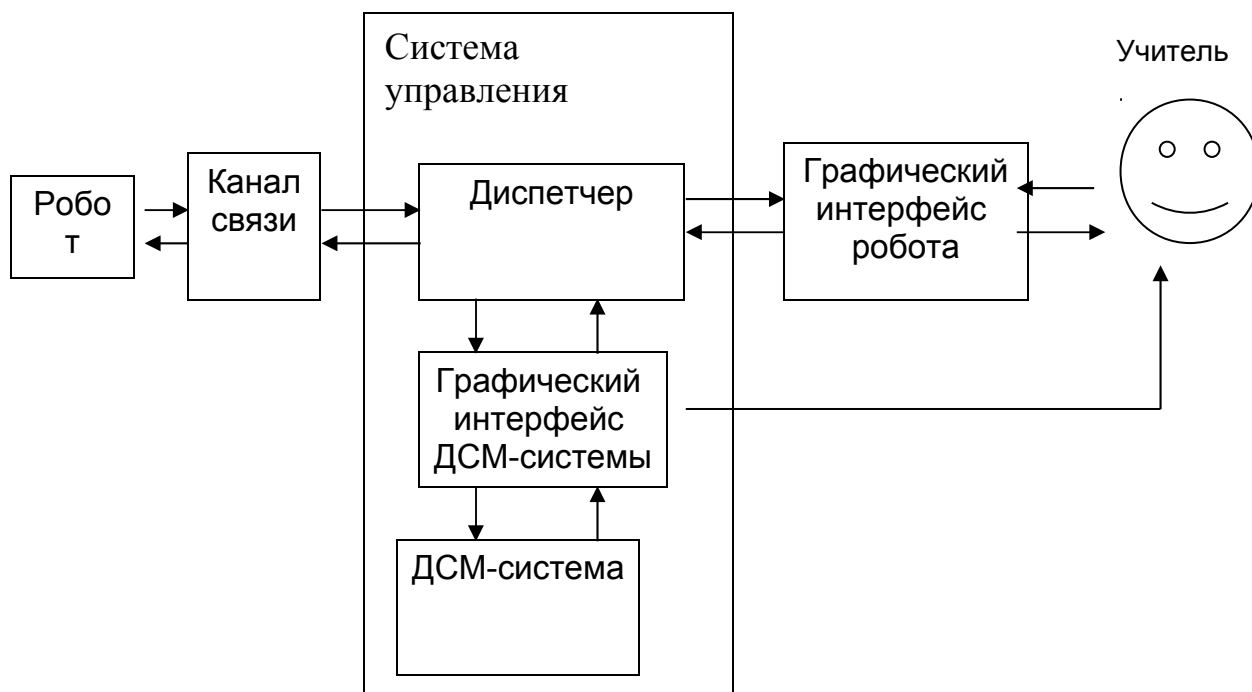 Система
управления
Учитель
Робо
т
Канал
связи
Диспетчер
Графический
интерфейс
робота
Графический
интерфейс
ДСМ-системы
ДСМ-система